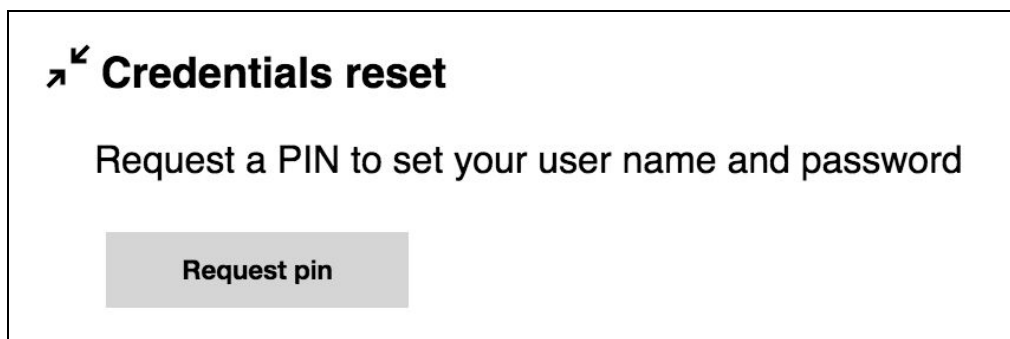 Credentials reset
Request a PIN to set your user name and password
Request pin